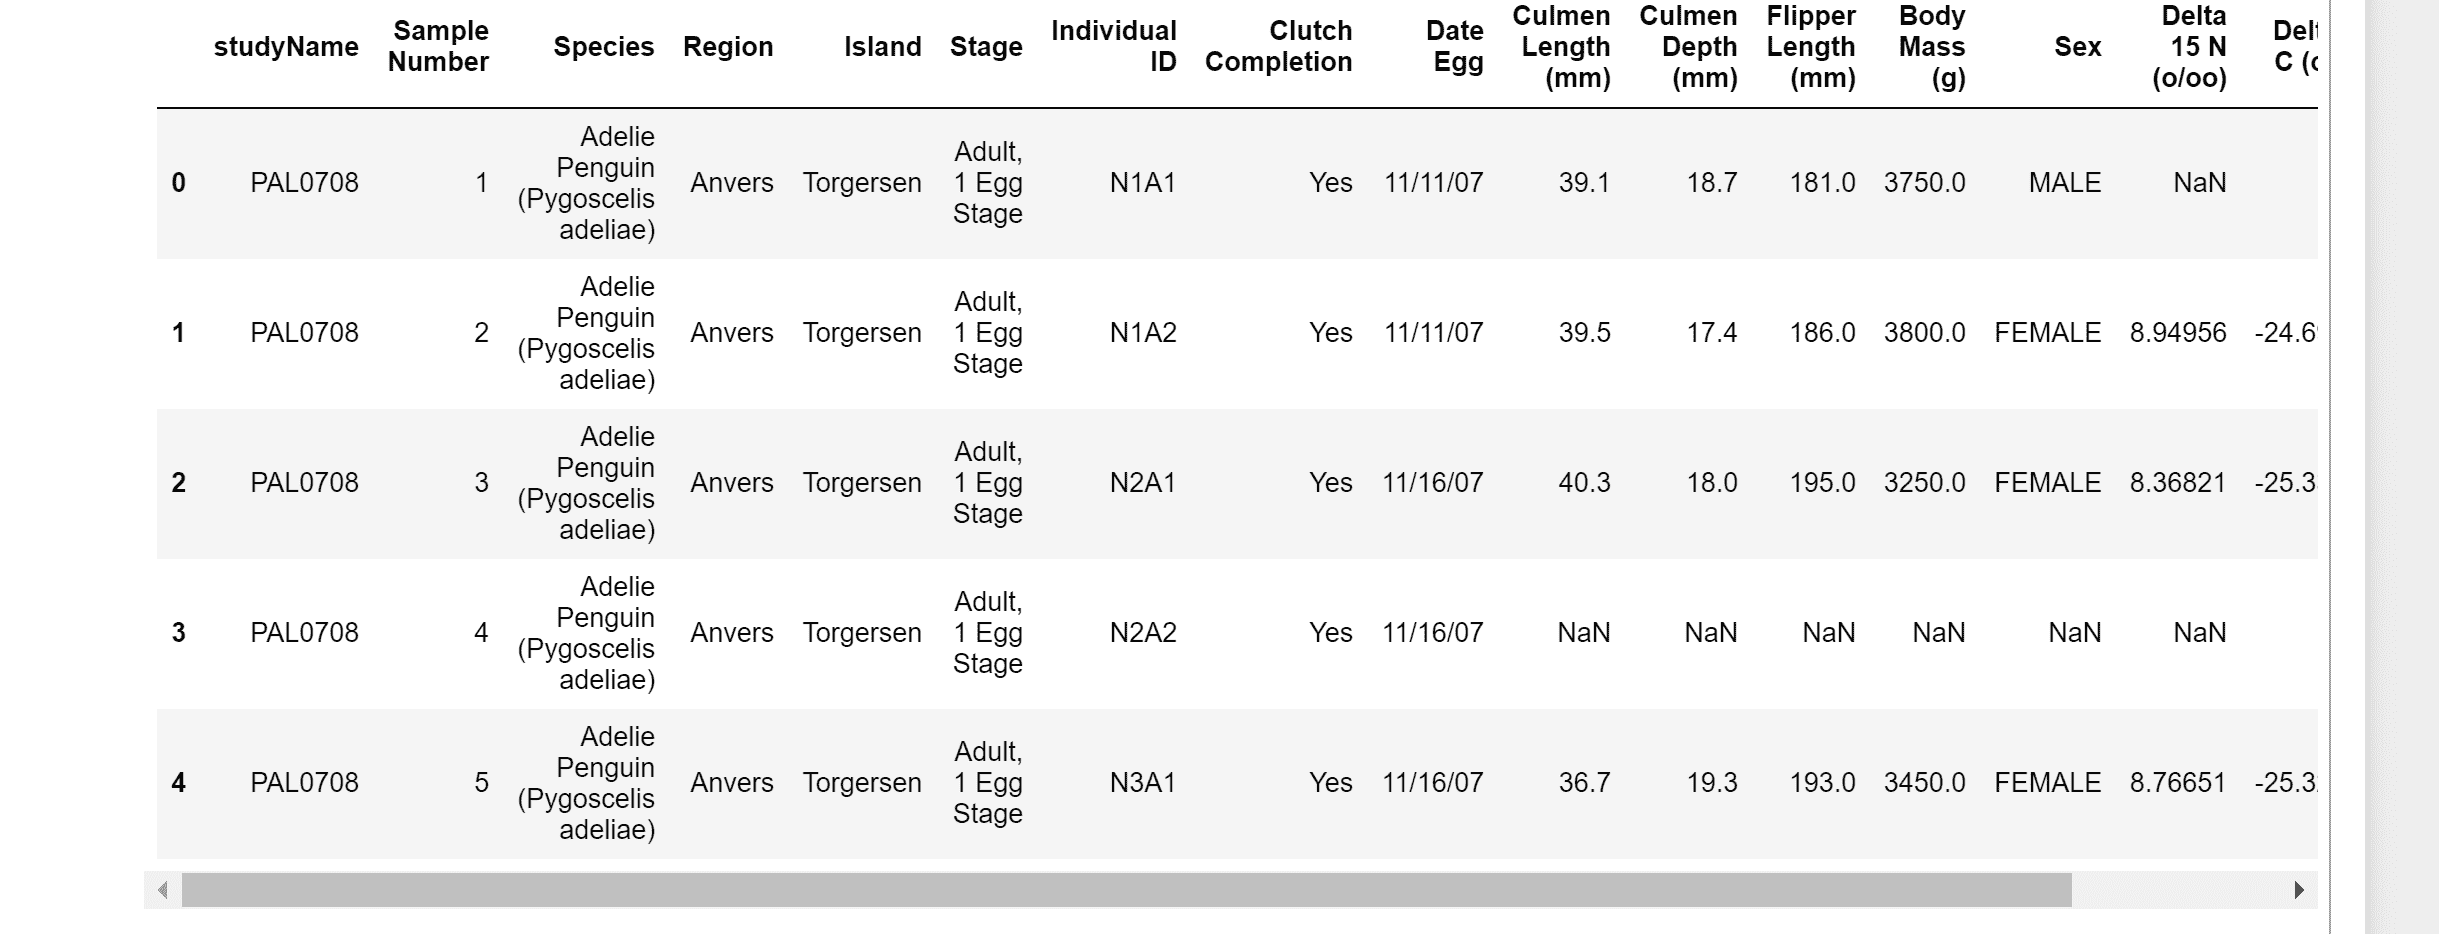 studyName Sample Number Species Region Island Stage Individual ID Clutch Completion Date Egg Culmen Length (mm) Culmen Depth (mm) Flipper Length (mm) Body Mass (g) Sex Delta 15 N (o/oo) C
0 PAL0708 1 Adelie Penguin (Pygoscelis adeliae) Anvers Torgersen Adult, 1 Egg Stage N1A1 Yes 11/11/07 39.1 18.7 181.0 3750.0 MALE NaN
1 PAL0708 2 Adelie Penguin (Pygoscelis adeliae) Anvers Torgersen Adult, 1 Egg Stage N1A2 Yes 11/11/07 39.5 17.4 186.0 3800.0 FEMALE 8.94956 -24.6
2 PAL0708 3 Adelie Penguin (Pygoscelis adeliae) Anvers Torgersen Adult, 1 Egg Stage N2A1 Yes 11/16/07 40.3 18.0 195.0 3250.0 FEMALE 8.36821 -25.3
3 PAL0708 4 Adelie Penguin (Pygoscelis adeliae) Anvers Torgersen Adult, 1 Egg Stage N2A2 Yes 11/16/07 NaN NaN NaN NaN NaN NaN
4 PAL0708 5 Adelie Penguin (Pygoscelis adeliae) Anvers Torgersen Adult, 1 Egg Stage N3A1 Yes 11/16/07 36.7 19.3 193.0 3450.0 FEMALE 8.76651 -25.3